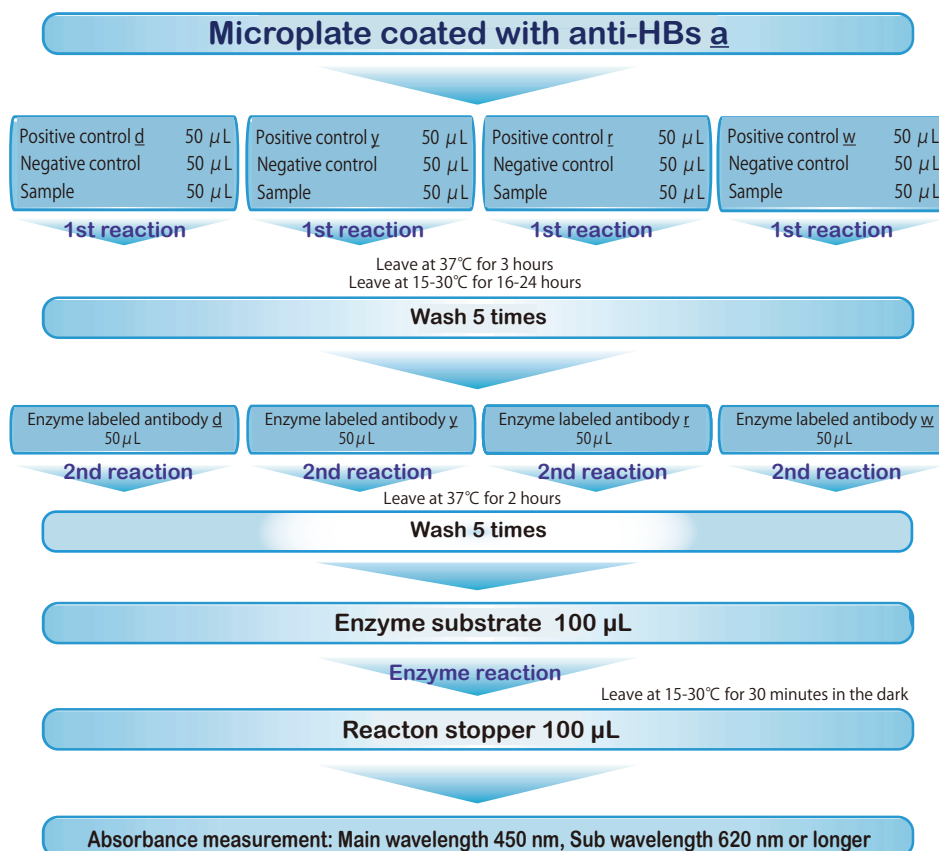 Microplate coated with anti-HBs a
Positive control d 50 μL
Negative control 50 μL
Sample 50 μL
Positive control y 50 μL
Negative control 50 μL
Sample 50 μL
Positive control r 50 μL
Negative control 50 μL
Sample 50 μL
Positive control w 50 μL
Negative control 50 μL
Sample 50 μL
1st reaction 1st reaction 1st reaction 1st reaction
Leave at 37℃ for 3 hours
Leave at 15-30℃ for 16-24 hours
Wash 5 times
Enzyme labeled antibody d
50μL
Enzyme labeled antibody y
50μL
Enzyme labeled antibody r
50μL
Enzyme labeled antibody w
50μL
2nd reaction 2nd reaction 2nd reaction 2nd reaction
Leave at 37℃ for 2 hours
Wash 5 times
Enzyme substrate 100 μL
Enzyme reaction
Leave at 15-30℃ for 30 minutes in the dark
Reacton stopper 100 μL
Absorbance measurement: Main wavelength 450 nm, Sub wavelength 620 nm or longer